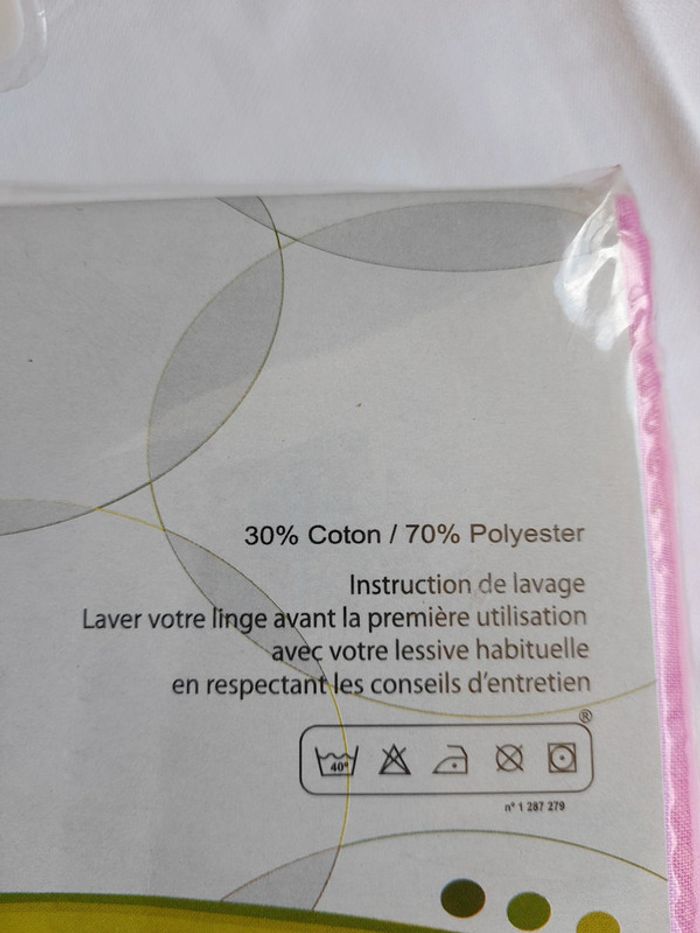 30% Coton / 70% Polyester
Instruction de lavage
Laver votre linge avant la première utilisation
avec votre lessive habituelle
en respectant les conseils d'entretien
®
40°
n° 1 287 279